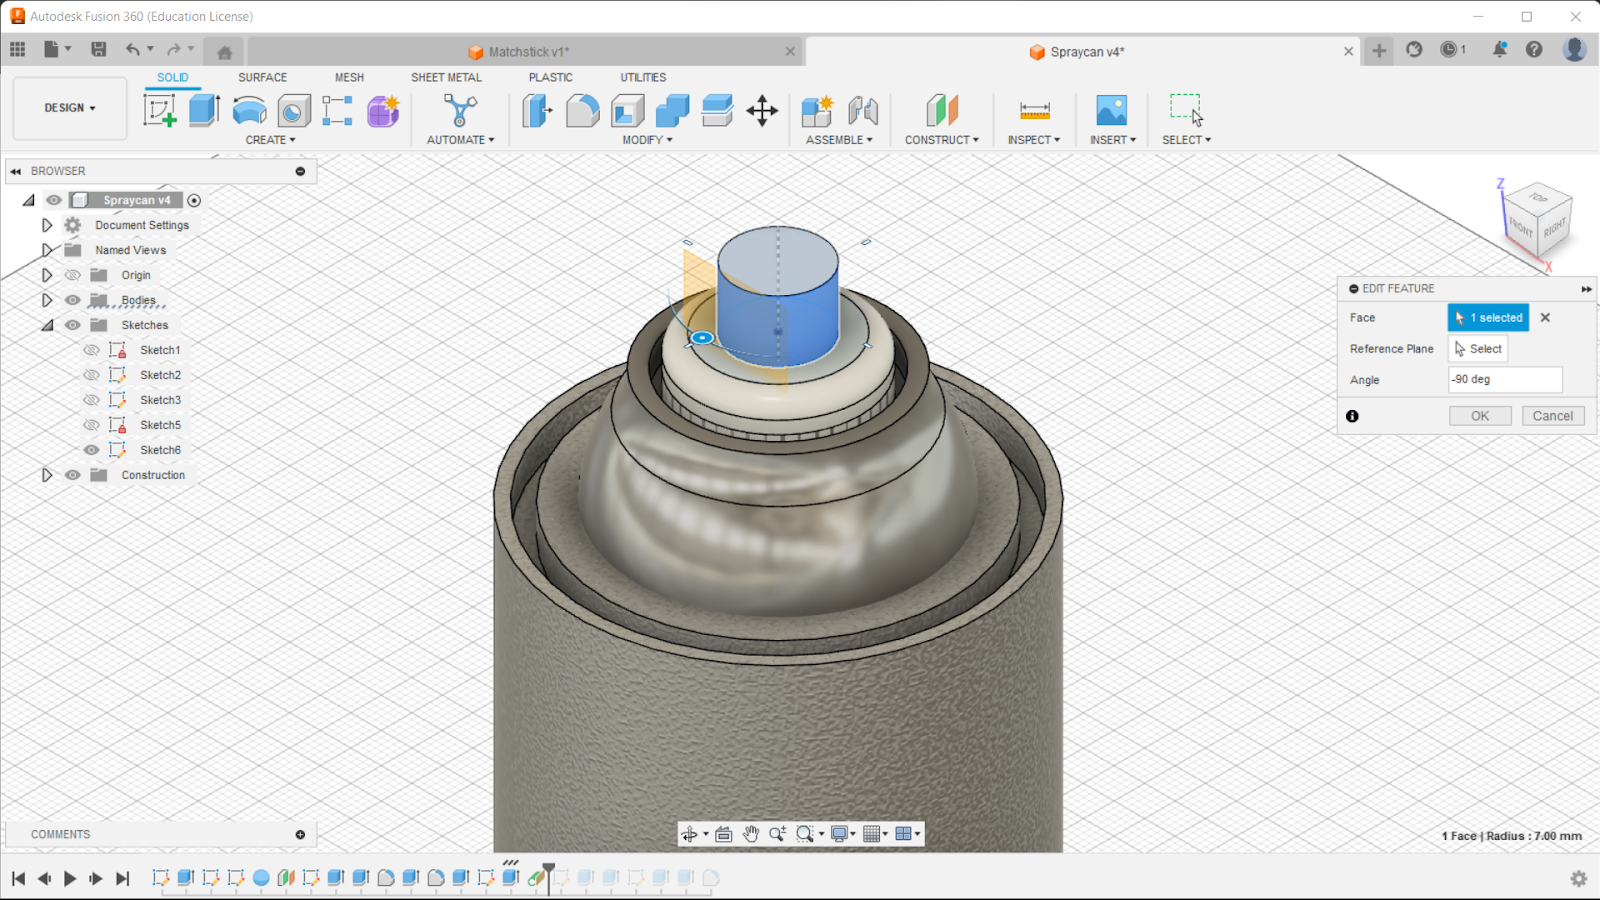 Autodesk Fusion 360 (Education License)
Matchstick v1*
Spraycan v4*
1
SOLID SURFACE MESH SHEET METAL PLASTIC UTILITIES
DESIGN
CREATE AUTOMATE MODIFY ASSEMBLE CONSTRUCT INSPECT INSERT SELECT
BROWSER
Spraycan v4
Document Settings
Named Views
Origin
Bodies
Sketches
Sketch1
Sketch2
Sketch3
Sketch5
Sketch6
Construction
Z
TOP
FRONT RIGHT
X
EDIT FEATURE
Face 1 selected
Reference Plane Select
Angle -90 deg
OK Cancel
COMMENTS
1 Face | Radius : 7.00 mm